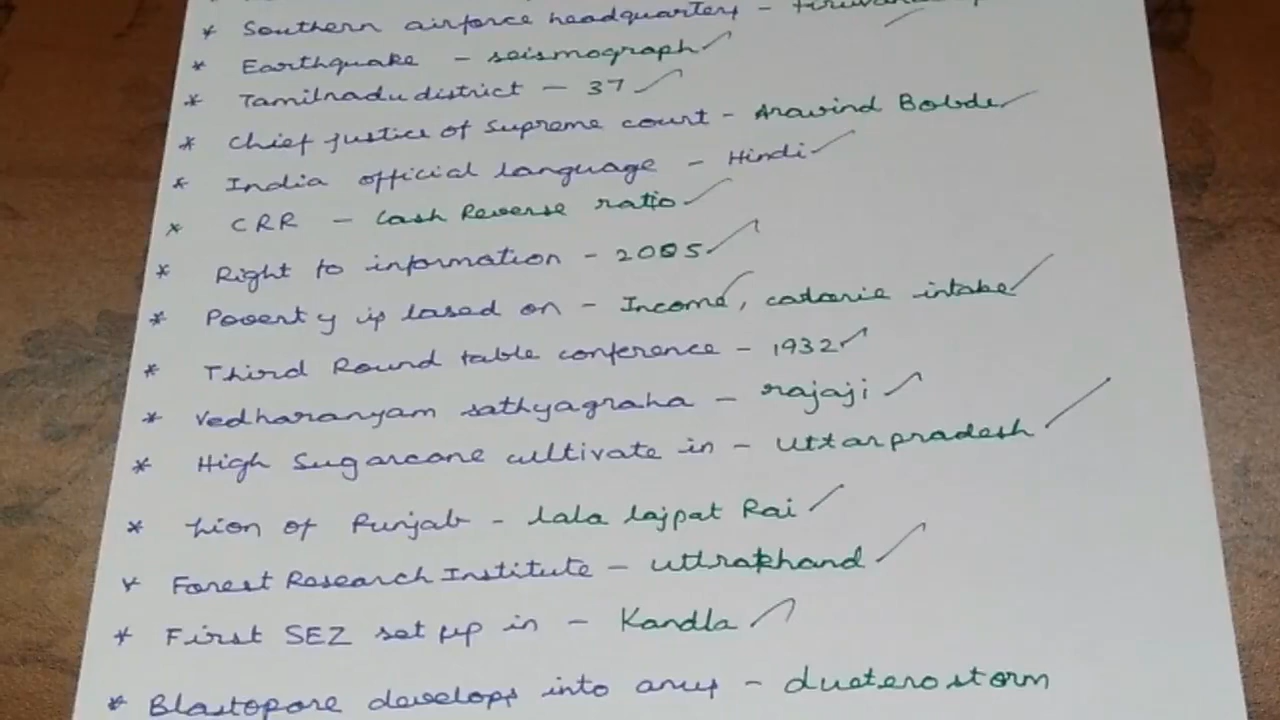 * Southern airforce headquarters -
* Earthquake - seismograph
* Tamilnadu district - 37
* Chief justice of Supreme court - Aravind Bobde
* India official language - Hindi
* CRR - Cash Reverse ratio
* Right to information - 2005
* Poverty is based on - Income, calorie intake
* Third Round table conference - 1932
* Vedharanyam sathyagraha - rajaji
* High Sugarcane cultivate in - Uttarpradesh
* Lion of Punjab - lala lajpat Rai
* Forest Research Institute - Uttrakhand
* First SEZ set up in - Kandla
* Blastopore develops into anus - dueterostorm